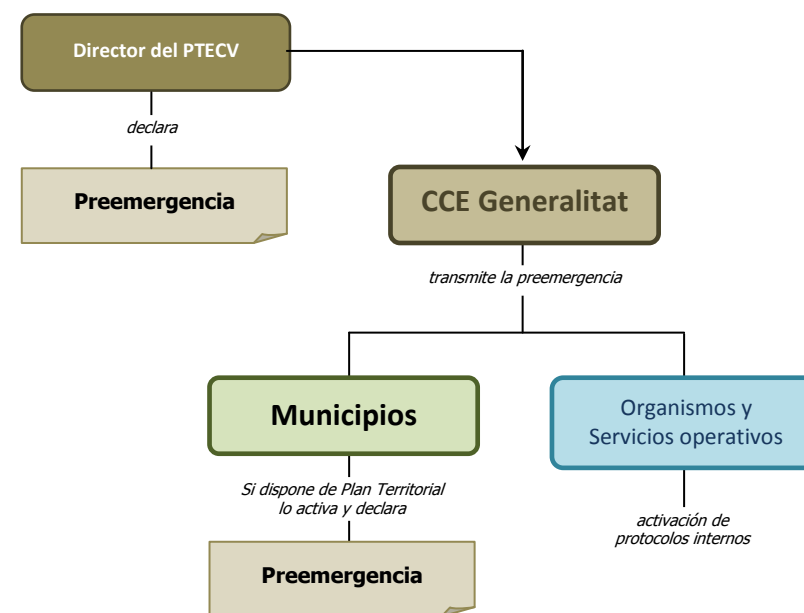 Director del PTECV
declara
Preemergencia
CCE Generalitat
transmite la preemergencia
Municipios
Organismos y
Servicios operativos
Si dispone de Plan Territorial
lo activa y declara
activación de
protocolos internos
Preemergencia